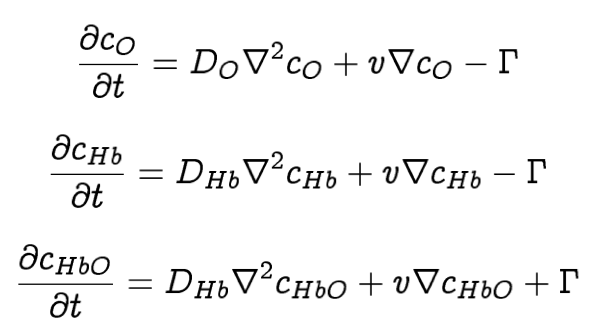 ∂c_O/∂t = D_O∇²c_O + v∇c_O − Γ
∂c_Hb/∂t = D_Hb∇²c_Hb + v∇c_Hb − Γ
∂c_HbO/∂t = D_Hb∇²c_HbO + v∇c_HbO + Γ